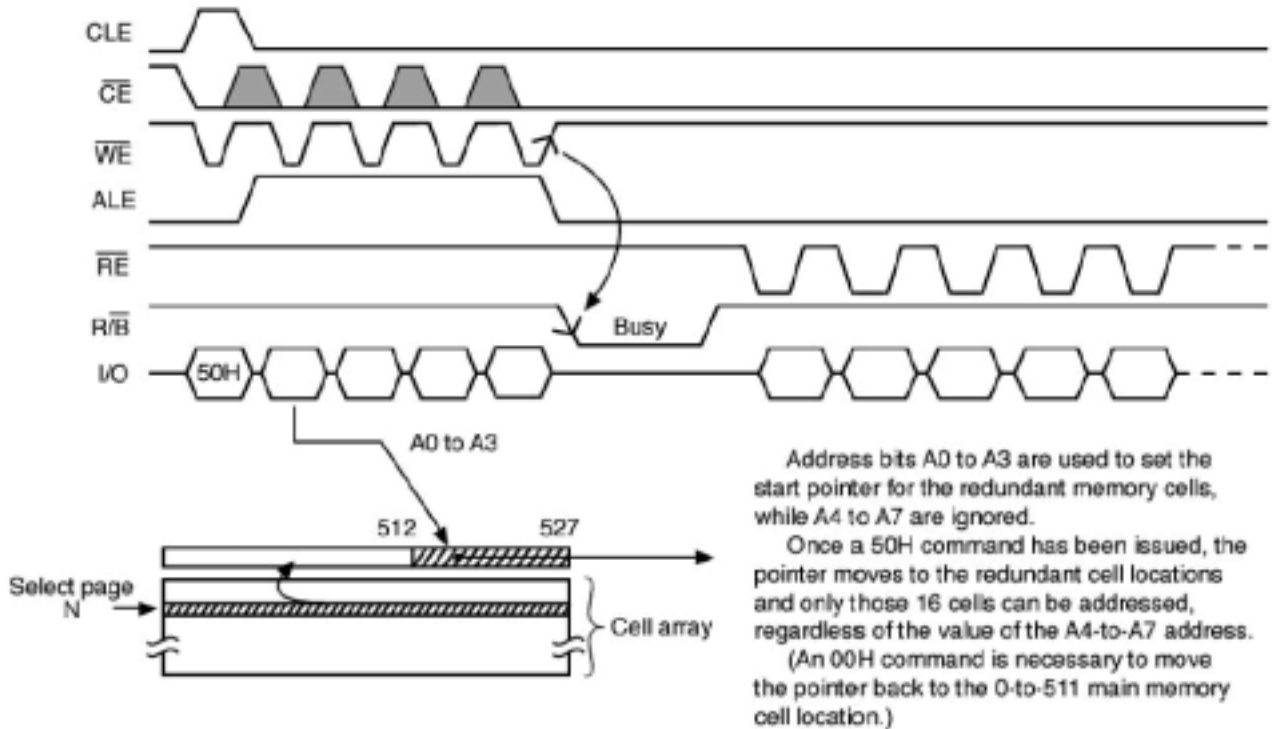 CLE
CE
WE
ALE
RE
R/B
Busy
I/O
50H
A0 to A3
512
527
Select page
N
Cell array
Address bits A0 to A3 are used to set the
start pointer for the redundant memory cells,
while A4 to A7 are ignored.
Once a 50H command has been issued, the
pointer moves to the redundant cell locations
and only those 16 cells can be addressed,
regardless of the value of the A4-to-A7 address.
(An 00H command is necessary to move
the pointer back to the 0-to-511 main memory
cell location.)